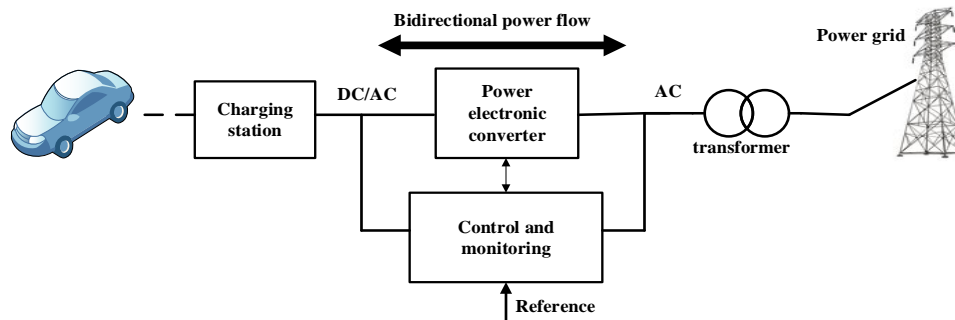 Bidirectional power flow
Power grid
Charging
station
DC/AC
Power
electronic
converter
AC
transformer
Control and
monitoring
Reference